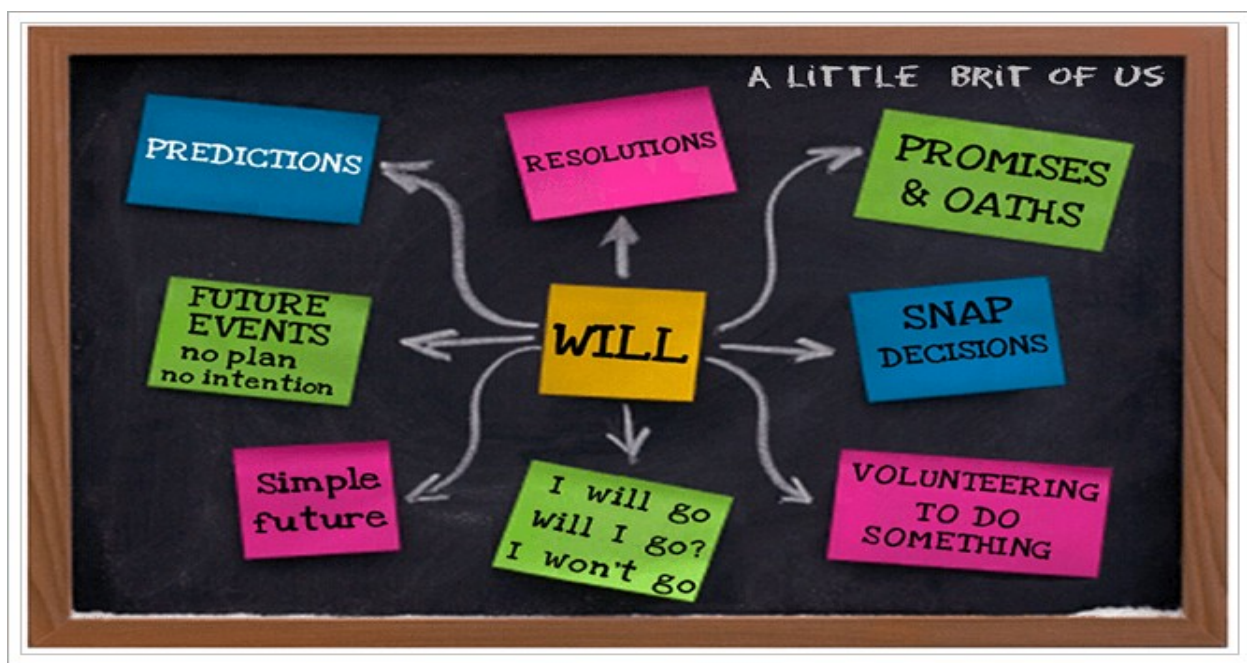 A LiTTLE BRiT OF US
PREDICTIONS
RESOLUTIONS
PROMISES
& OATHS
FUTURE
EVENTS
no plan
no intention
WILL
SNAP
DECISIONS
Simple
future
I will go
Will I go?
I won't go
VOLUNTEERING
TO DO
SOMETHING